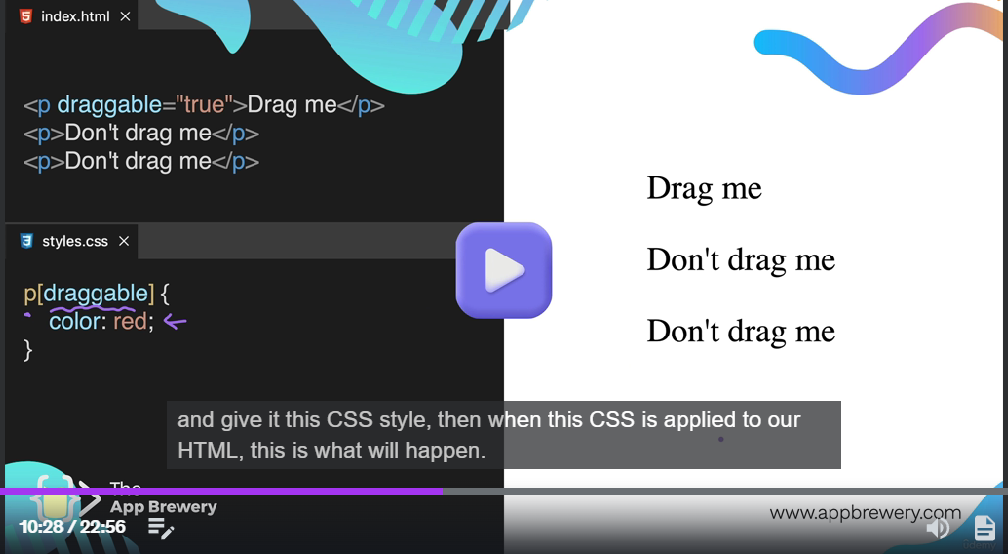 index.html ×
<p draggable="true">Drag me</p>
<p>Don't drag me</p>
<p>Don't drag me</p>
Drag me
Don't drag me
Don't drag me
styles.css ×
p[draggable] {
color: red;
}
and give it this CSS style, then when this CSS is applied to our
HTML, this is what will happen.
The
App Brewery
www.appbrewery.com
10:28 / 22:56